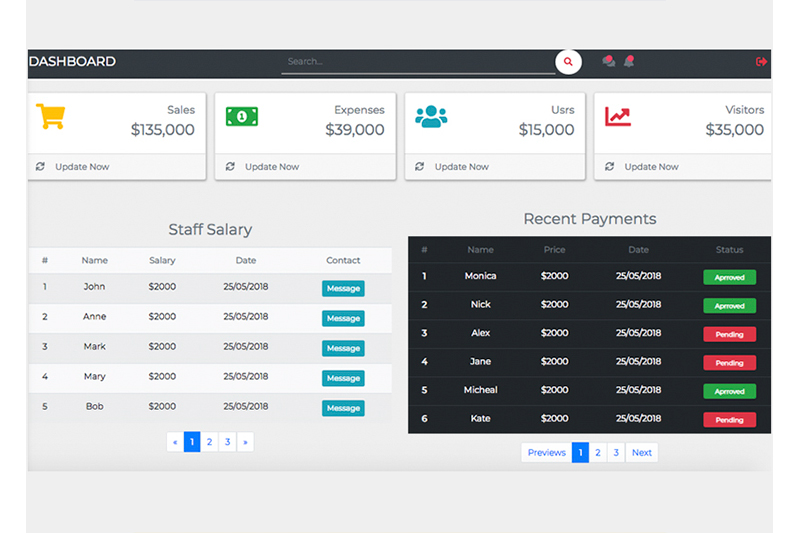 DASHBOARD Search...
Sales Expenses Usrs Visitors
$135,000 1 $39,000 $15,000 $35,000
Update Now Update Now Update Now Update Now
Staff Salary
# Name Salary Date Contact
1 John $2000 25/05/2018 Message
2 Anne $2000 25/05/2018 Message
3 Mark $2000 25/05/2018 Message
4 Mary $2000 25/05/2018 Message
5 Bob $2000 25/05/2018 Message
« 1 2 3 »
Recent Payments
# Name Price Date Status
1 Monica $2000 25/05/2018 Aprroved
2 Nick $2000 25/05/2018 Aprroved
3 Alex $2000 25/05/2018 Pending
4 Jane $2000 25/05/2018 Pending
5 Micheal $2000 25/05/2018 Aprroved
6 Kate $2000 25/05/2018 Pending
Previews 1 2 3 Next